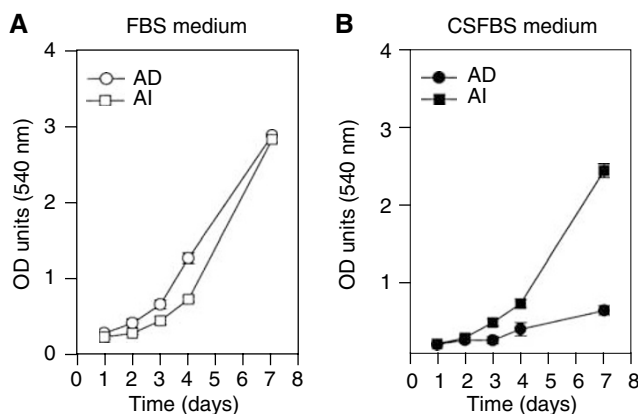 A FBS medium
4
3
2
1
0
OD units (540 nm)
AD
AI
0 1 2 3 4 5 6 7 8
Time (days)
B CSFBS medium
4
3
2
1
OD units (540 nm)
AD
AI
0 1 2 3 4 5 6 7 8
Time (days)